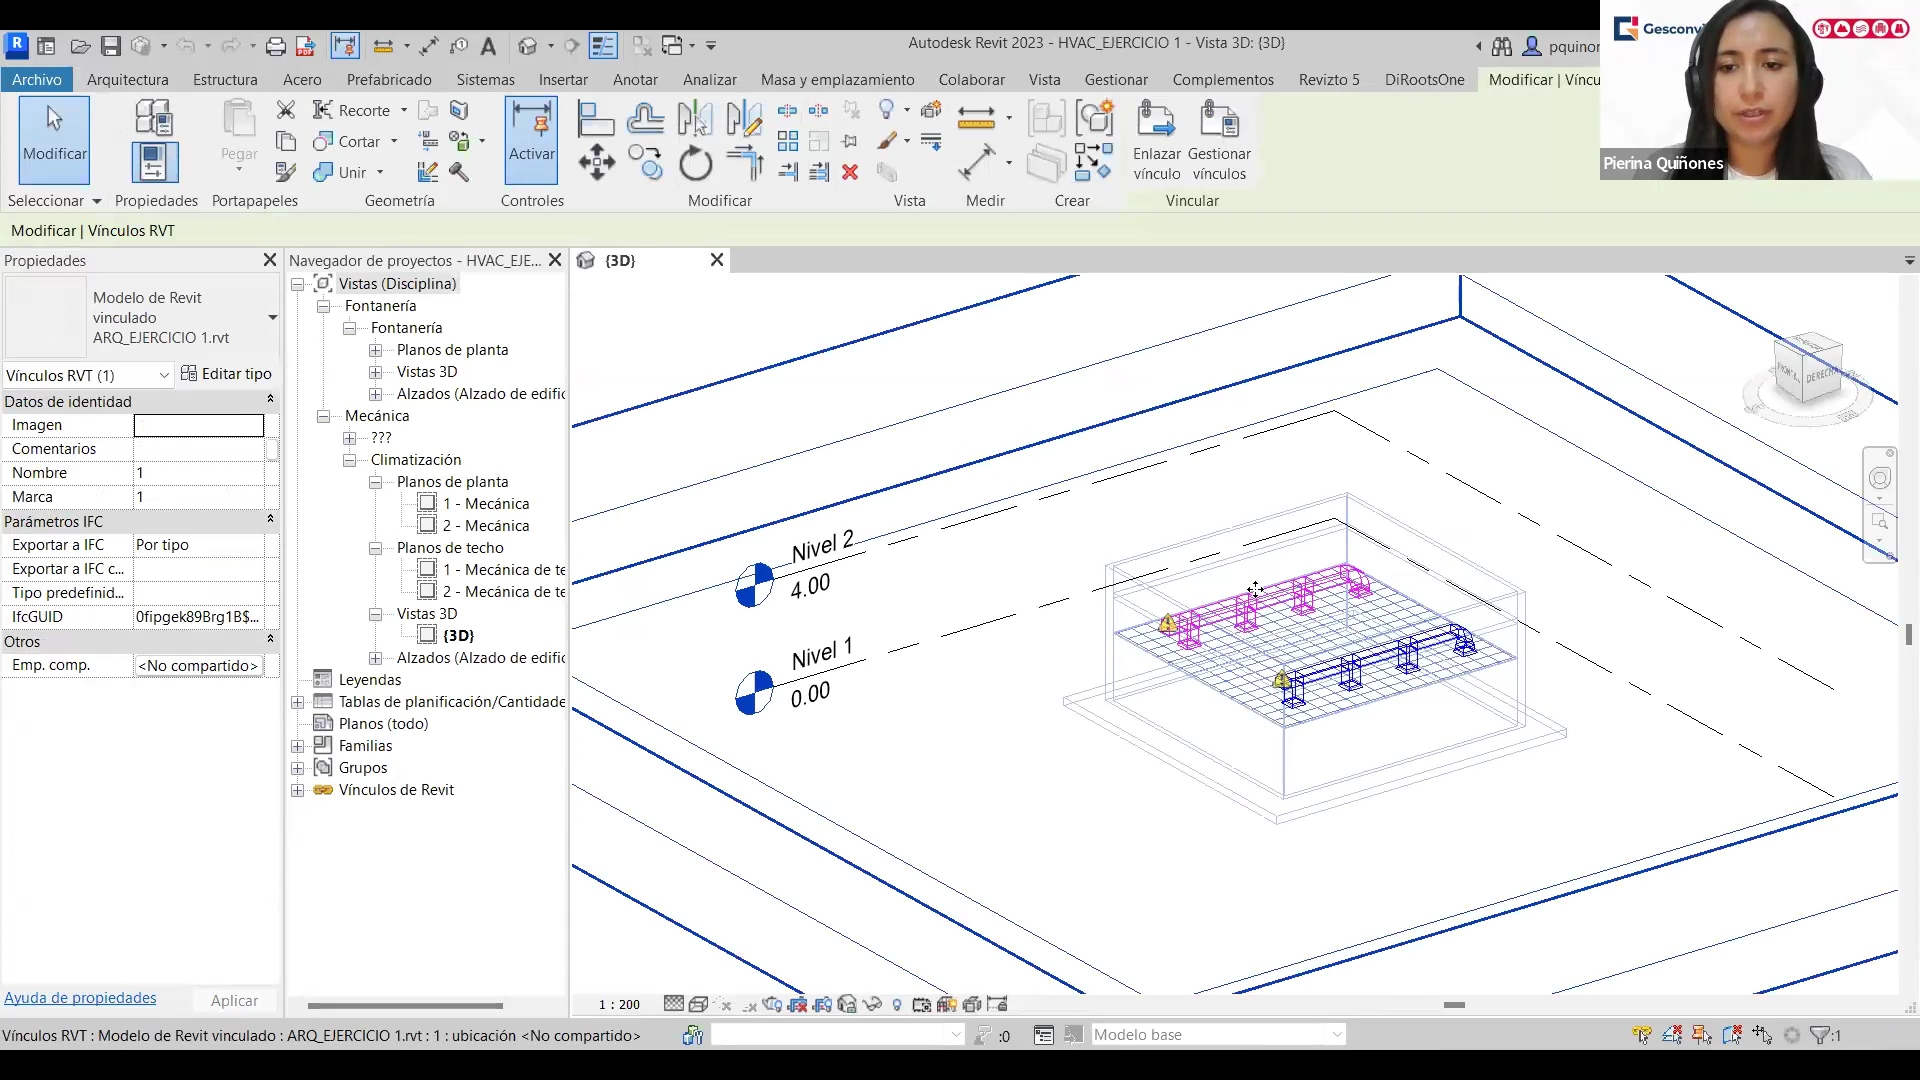 Autodesk Revit 2023 - HVAC_EJERCICIO 1 - Vista 3D: {3D}
pquinor
Gesconvi
Archivo
Arquitectura
Estructura
Acero
Prefabricado
Sistemas
Insertar
Anotar
Analizar
Masa y emplazamiento
Colaborar
Vista
Gestionar
Complementos
Revizto 5
DiRootsOne
Modificar | Víncu
Modificar
Pegar
Recorte
Cortar
Unir
Activar
Enlazar vínculo
Gestionar vínculos
Pierina Quiñones
Seleccionar
Propiedades
Portapapeles
Geometría
Controles
Modificar
Vista
Medir
Crear
Vincular
Modificar | Vínculos RVT
Propiedades
Modelo de Revit
vinculado
ARQ_EJERCICIO 1.rvt
Vínculos RVT (1)
Editar tipo
Datos de identidad
Imagen
Comentarios
Nombre 1
Marca 1
Parámetros IFC
Exportar a IFC Por tipo
Exportar a IFC c...
Tipo predefinid...
IfcGUID 0fipgek89Brg1B$...
Otros
Emp. comp. <No compartido>
Ayuda de propiedades
Aplicar
Navegador de proyectos - HVAC_EJE...
Vistas (Disciplina)
Fontanería
Fontanería
Planos de planta
Vistas 3D
Alzados (Alzado de edific
Mecánica
???
Climatización
Planos de planta
1 - Mecánica
2 - Mecánica
Planos de techo
1 - Mecánica de te
2 - Mecánica de te
Vistas 3D
{3D}
Alzados (Alzado de edific
Leyendas
Tablas de planificación/Cantidade
Planos (todo)
Familias
Grupos
Vínculos de Revit
{3D}
Nivel 2
4.00
Nivel 1
0.00
DERECHA
1 : 200
Vínculos RVT : Modelo de Revit vinculado : ARQ_EJERCICIO 1.rvt : 1 : ubicación <No compartido>
:0
Modelo base
:1